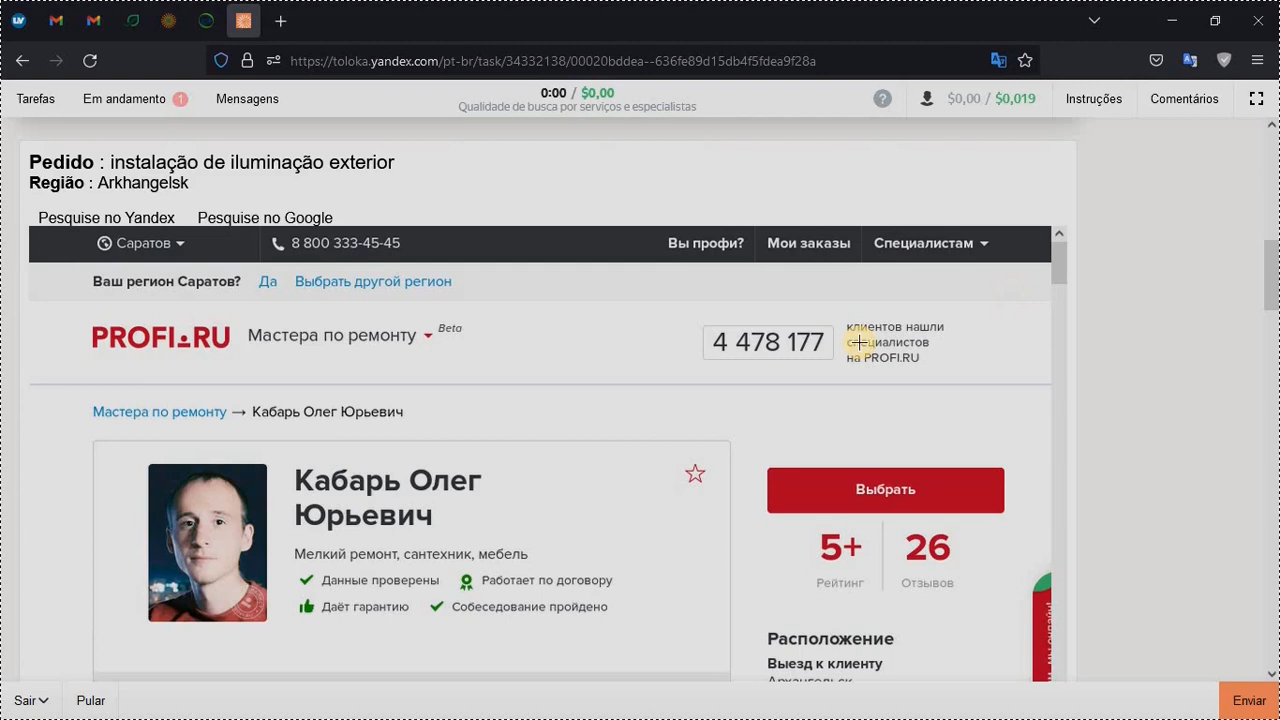 https://toloka.yandex.com/pt-br/task/34332138/00020bddea--636fe89d15db4f5fdea9f28a
Tarefas
Em andamento 1
Mensagens
0:00 / $0,00
Qualidade de busca por serviços e especialistas
$0,00 / $0,019
Instruções
Comentários
Pedido : instalação de iluminação exterior
Região : Arkhangelsk
Pesquise no Yandex
Pesquise no Google
Саратов
8 800 333-45-45
Вы профи?
Мои заказы
Специалистам
Ваш регион Саратов?
Да
Выбрать другой регион
PROFI.RU
Мастера по ремонту
Beta
4 478 177
клиентов нашли
специалистов
на PROFI.RU
Мастера по ремонту → Кабарь Олег Юрьевич
Кабарь Олег
Юрьевич
Мелкий ремонт, сантехник, мебель
Данные проверены
Работает по договору
Даёт гарантию
Собеседование пройдено
Выбрать
5+
Рейтинг
26
Отзывов
Расположение
Выезд к клиенту
Архангельск
Sair
Pular
Enviar